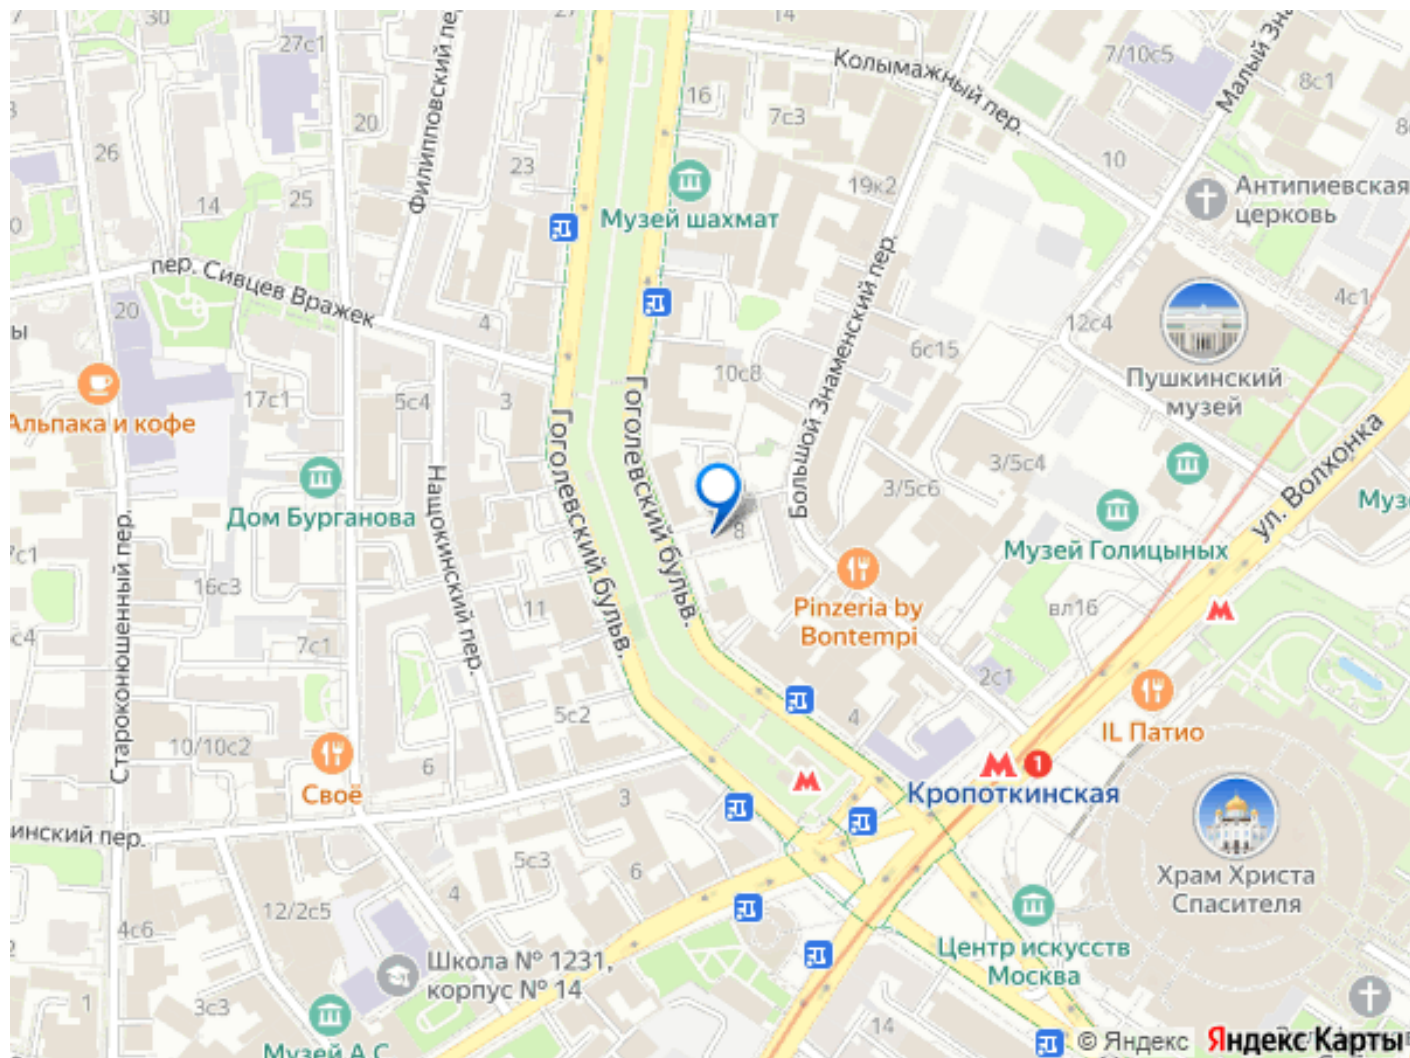 30
27с1
Филипповский пе
27
14
Колымажный пер.
7/10с5
Малый Зна
8с1
16
7с3
20
26
23
10
14
25
19к2
Антипиевская
церковь
Музей шахмат
пер. Сивцев Вражек
20
4
4с1
12с4
6с15
Большой Знаменский пер.
Пушкинский
музей
10с8
Альпака и кофе
17с1
5с4
3
Гоголевский бульв.
Гоголевский бульв.
ул. Волхонка
3/5с4
3/5с6
Дом Бурганова
Нащокинский пер.
Музей Голицыных
8
Староконюшенный пер.
16с3
11
Pinzeria by
Bontempi
вл16
7с1
2с1
5с2
4
IL Патио
10/10с2
6
Своё
3
Кропоткинская
1
инский пер.
5с3
6
4
Храм Христа
Спасителя
12/2с5
4с6
Школа № 1231,
корпус № 14
Центр искусств
Москва
1
3с3
14
Музей А.С.
© Яндекс Яндекс Карты